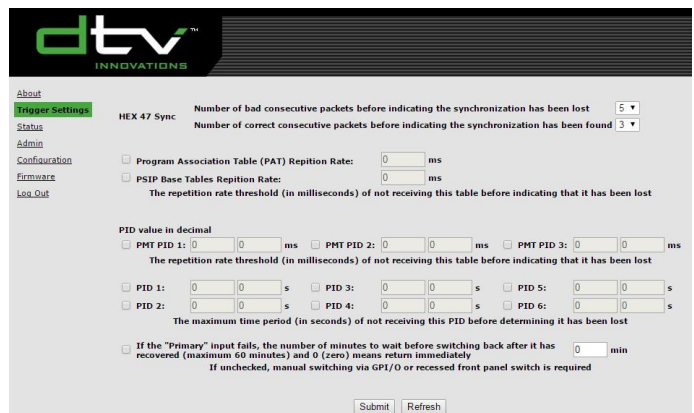 dtv™
INNOVATIONS
About
Trigger Settings
Status
Admin
Configuration
Firmware
Log Out
HEX 47 Sync
Number of bad consecutive packets before indicating the synchronization has been lost 5
Number of correct consecutive packets before indicating the synchronization has been found 3
Program Association Table (PAT) Repition Rate: 0 ms
PSIP Base Tables Repition Rate: 0 ms
The repetition rate threshold (in milliseconds) of not receiving this table before indicating that it has been lost
PID value in decimal
PMT PID 1: 0 0 ms PMT PID 2: 0 0 ms PMT PID 3: 0 0 ms
The repetition rate threshold (in milliseconds) of not receiving this table before indicating that it has been lost
PID 1: 0 0 s PID 3: 0 0 s PID 5: 0 0 s
PID 2: 0 0 s PID 4: 0 0 s PID 6: 0 0 s
The maximum time period (in seconds) of not receiving this PID before determining it has been lost
If the "Primary" input fails, the number of minutes to wait before switching back after it has
recovered (maximum 60 minutes) and 0 (zero) means return immediately 0 min
If unchecked, manual switching via GPI/O or recessed front panel switch is required
Submit Refresh